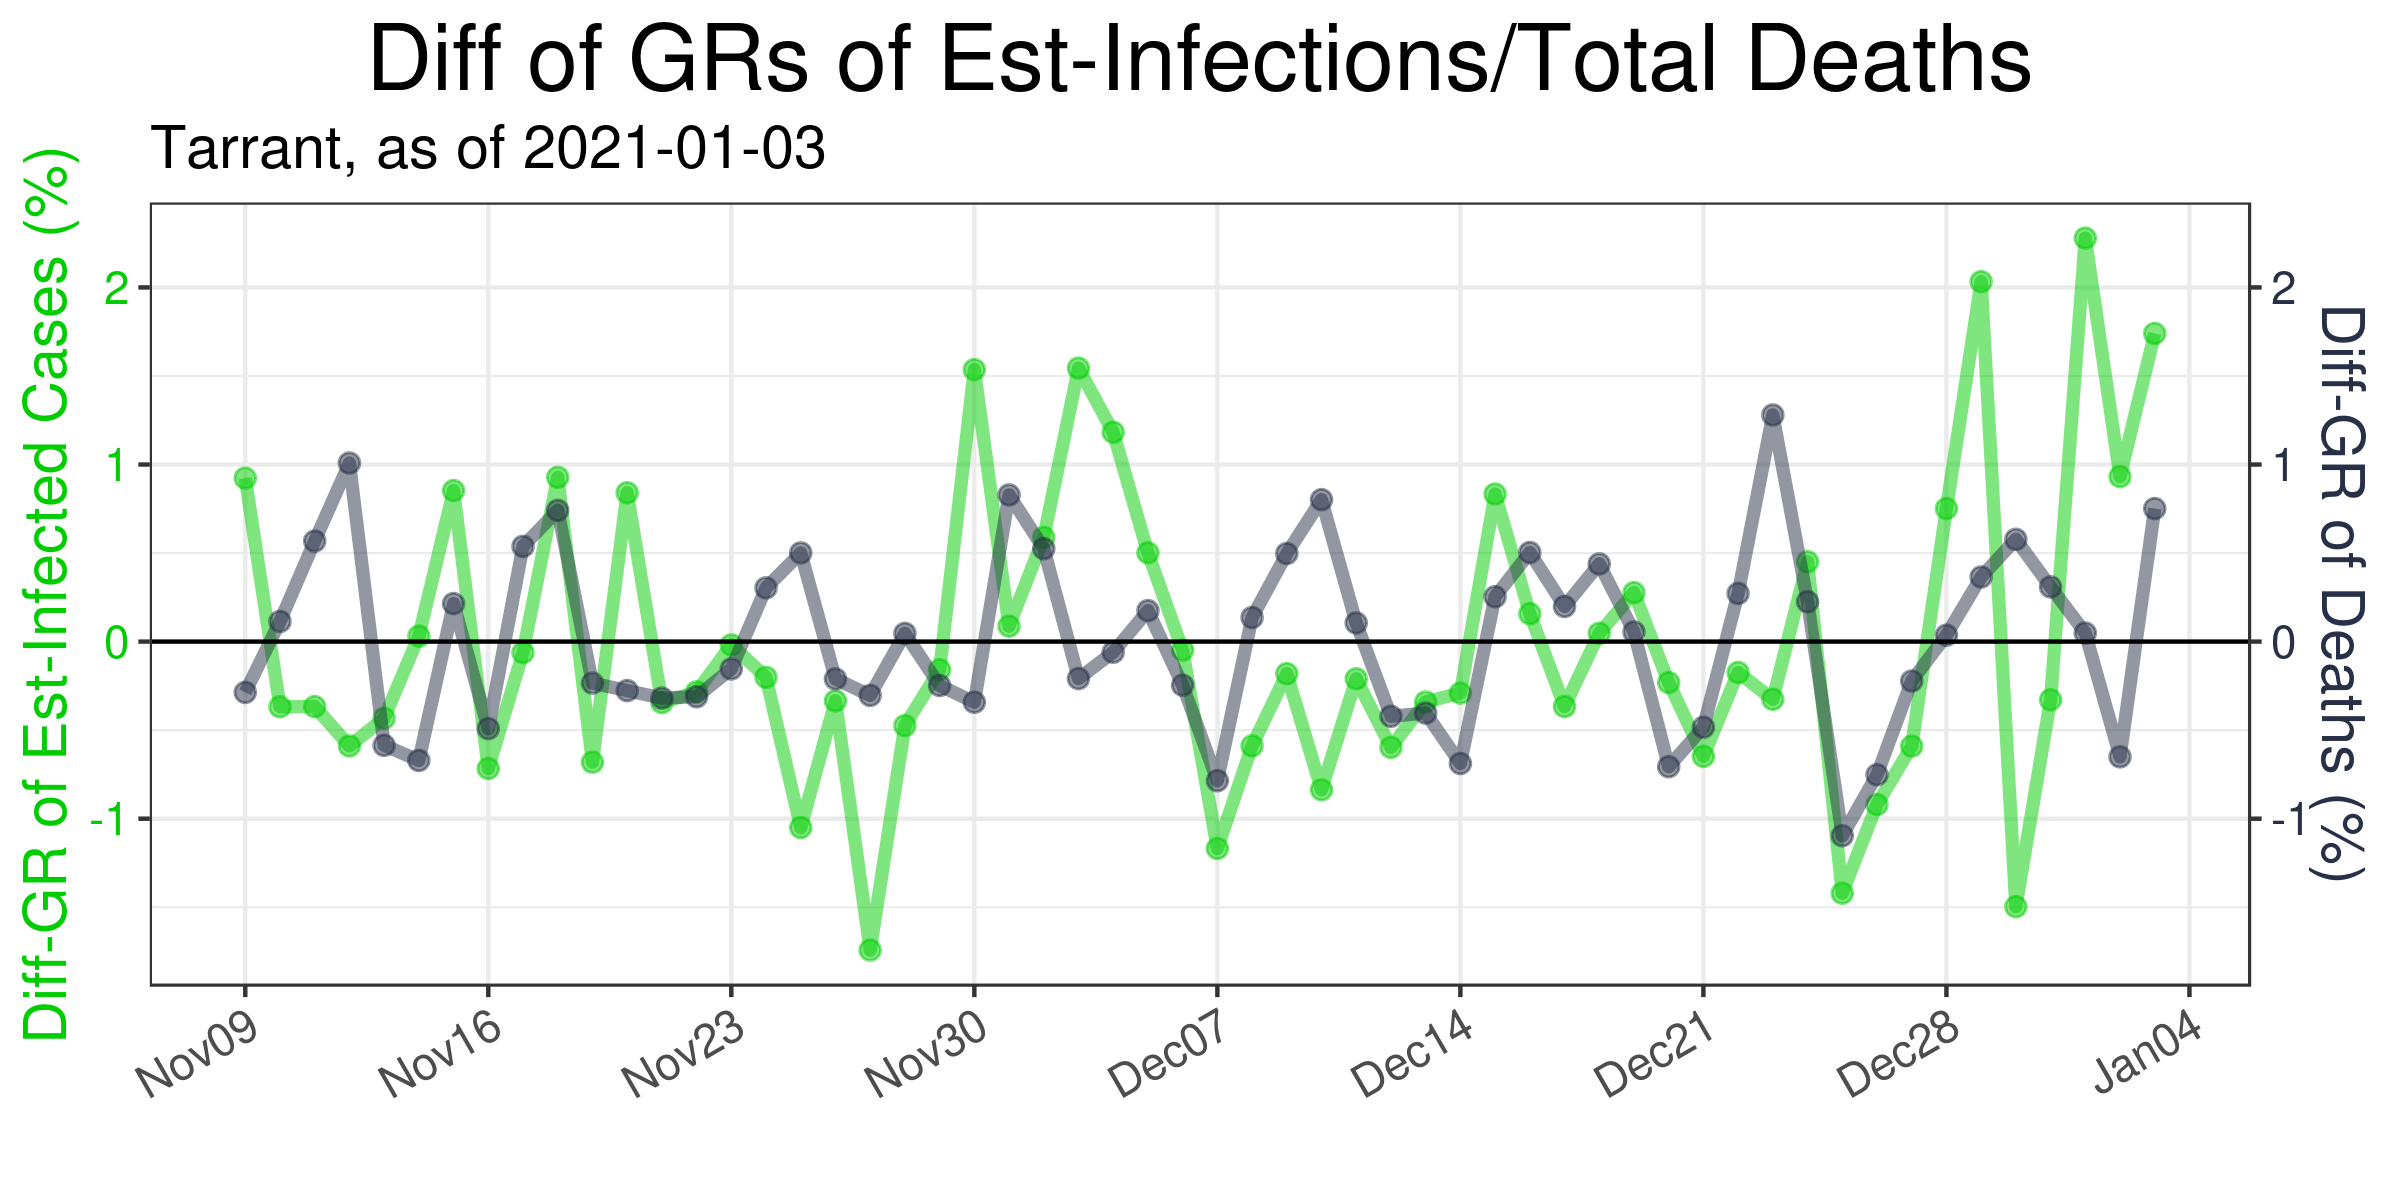 Diff of GRs of Est-Infections/Total Deaths
Tarrant, as of 2021-01-03
Diff-GR of Est-Infected Cases (%)
2
1
0
-1
2
1
0
-1
Diff-GR of Deaths (%)
Nov09
Nov16
Nov23
Nov30
Dec07
Dec14
Dec21
Dec28
Jan04